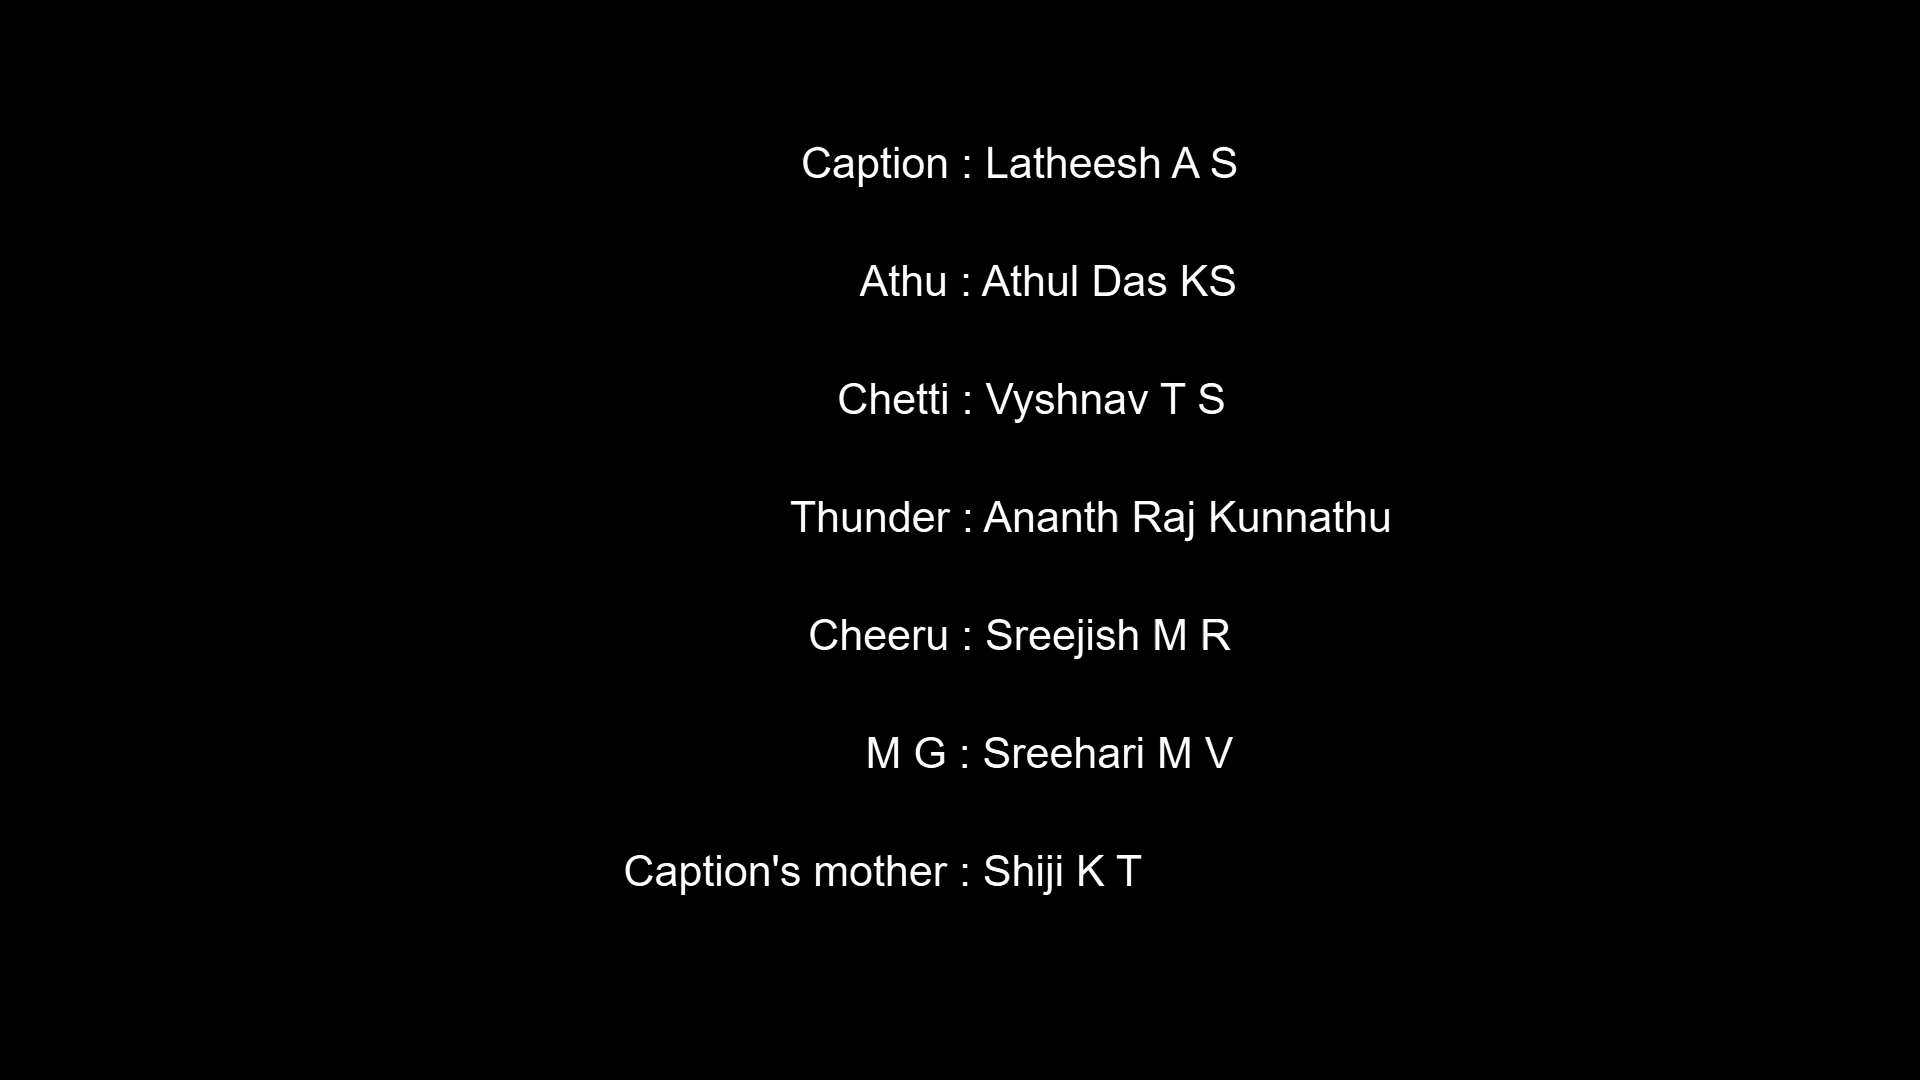 Caption : Latheesh A S
Athu : Athul Das KS
Chetti : Vyshnav T S
Thunder : Ananth Raj Kunnathu
Cheeru : Sreejish M R
M G : Sreehari M V
Caption's mother : Shiji K T